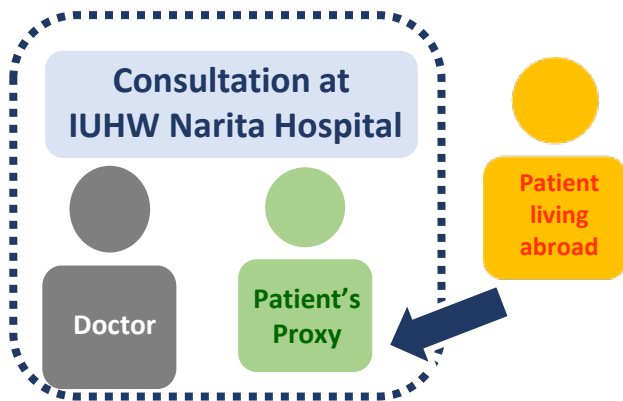 Consultation at
IUHW Narita Hospital
Doctor
Patient's
Proxy
Patient
living
abroad